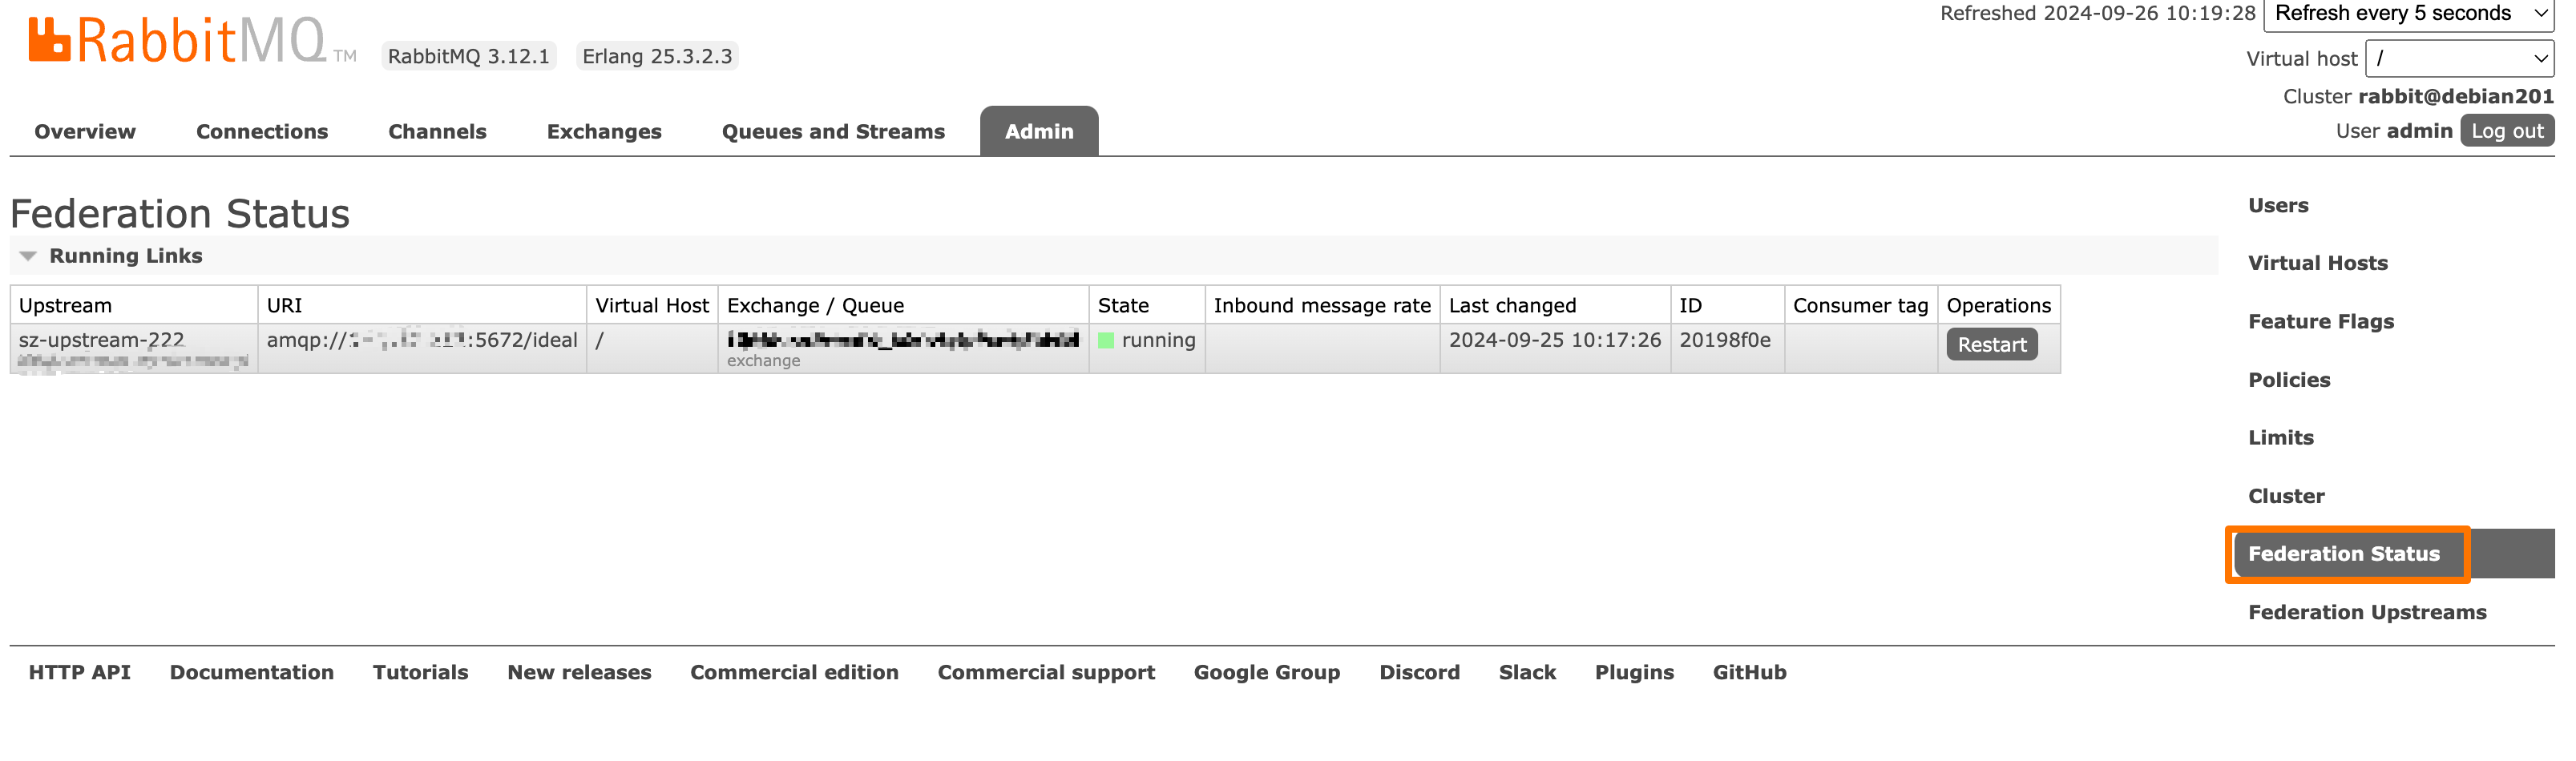 RabbitMQ TM RabbitMQ 3.12.1 Erlang 25.3.2.3
Refreshed 2024-09-26 10:19:28 Refresh every 5 seconds
Virtual host /
Cluster rabbit@debian201
User admin Log out
Overview Connections Channels Exchanges Queues and Streams Admin
Federation Status
Running Links
Upstream URI Virtual Host Exchange / Queue State Inbound message rate Last changed ID Consumer tag Operations
sz-upstream-222 amqp:// :5672/ideal / running 2024-09-25 10:17:26 20198f0e Restart
exchange
Users
Virtual Hosts
Feature Flags
Policies
Limits
Cluster
Federation Status
Federation Upstreams
HTTP API Documentation Tutorials New releases Commercial edition Commercial support Google Group Discord Slack Plugins GitHub